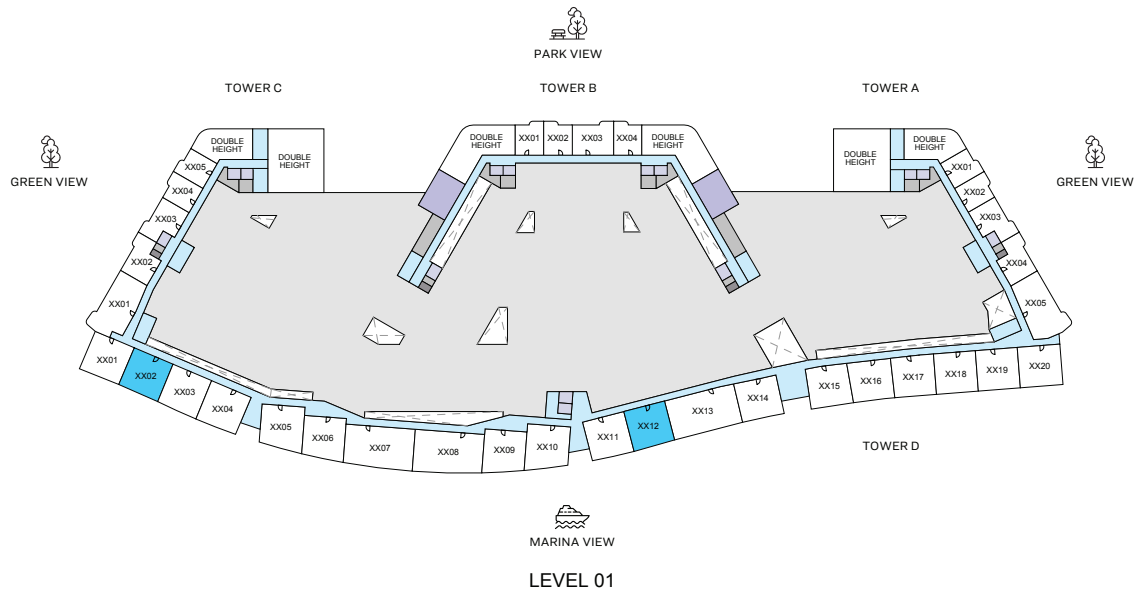 PARK VIEW
TOWER C
TOWER B
TOWER A
GREEN VIEW
GREEN VIEW
DOUBLE
HEIGHT
DOUBLE
HEIGHT
XX05
XX04
XX03
XX02
XX01
DOUBLE
HEIGHT
XX01
XX02
XX03
XX04
DOUBLE
HEIGHT
DOUBLE
HEIGHT
DOUBLE
HEIGHT
XX01
XX02
XX03
XX04
XX05
XX01
XX02
XX03
XX04
XX05
XX06
XX07
XX08
XX09
XX10
XX11
XX12
XX13
XX14
XX15
XX16
XX17
XX18
XX19
XX20
TOWER D
MARINA VIEW
LEVEL 01